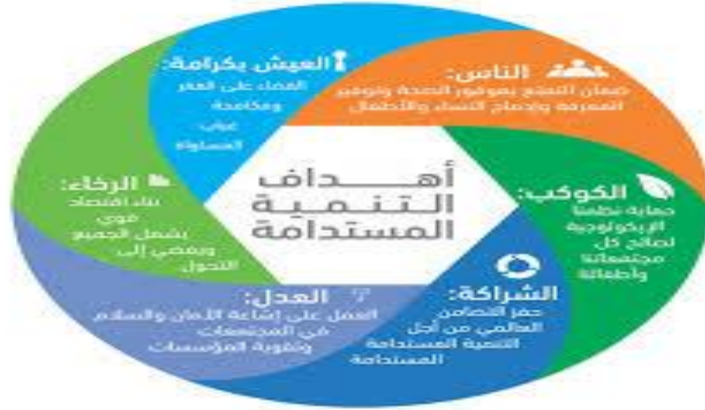 أهداف
التنمية
المستدامة
العيش بكرامة:
القضاء على الفقر
ومكافحة
غياب
المساواة
الناس:
ضمان التمتع بموفور الصحة وتوفير
المعرفة وإدماج النساء والأطفال
الكوكب:
حماية نظمنا
الإيكولوجية
لصالح كل
مجتمعاتنا
وأطفالنا
الشراكة:
حفز التضامن
العالمي من أجل
التنمية المستدامة
المستدامة
العدل:
العمل على إشاعة الأمان والسلام
في المجتمعات
وتقوية المؤسسات
الرخاء:
بناء اقتصاد
قوي
يشمل الجميع
ويفضي إلى
التحول